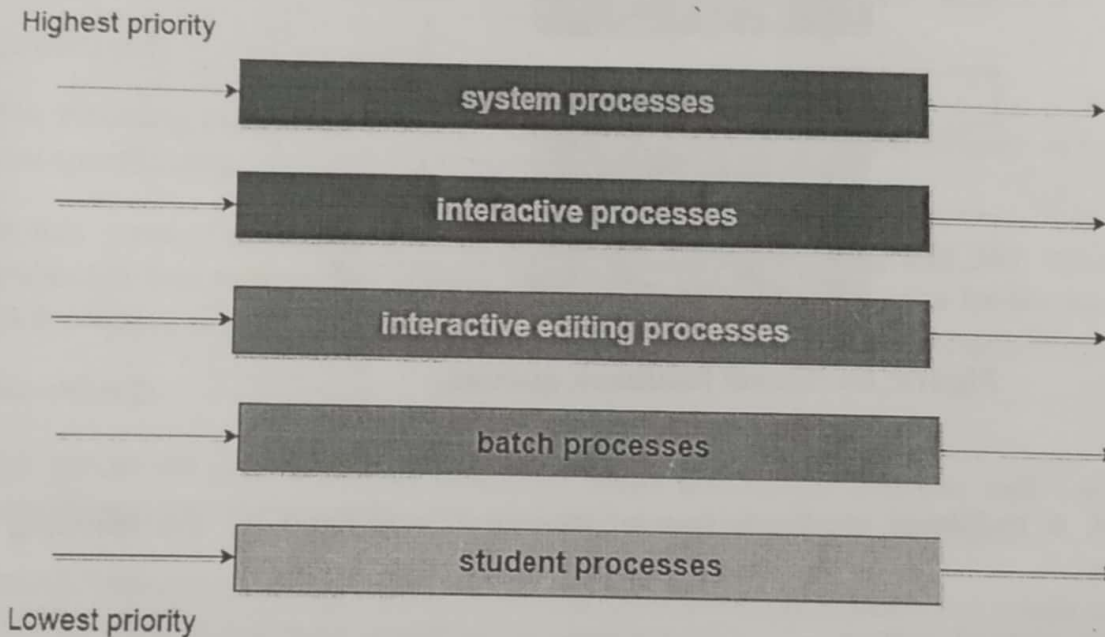 Highest priority
system processes
interactive processes
interactive editing processes
batch processes
student processes
Lowest priority